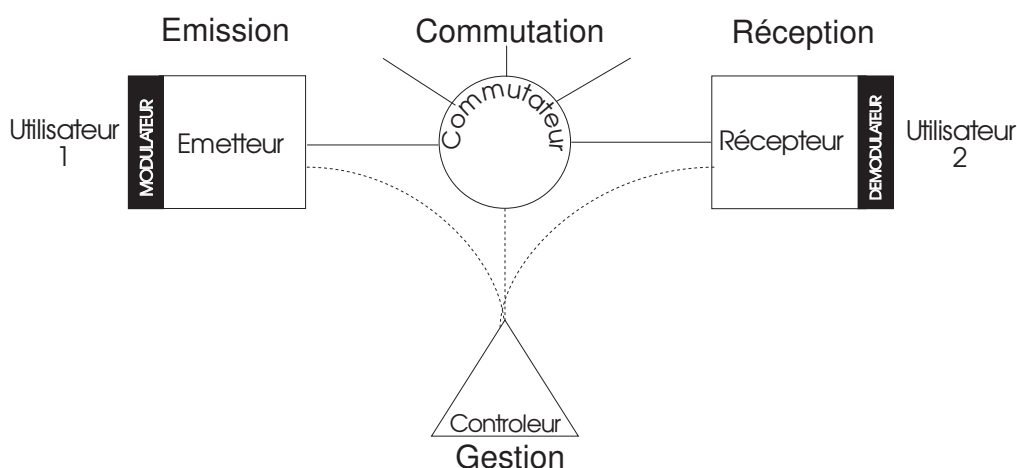 Emission
Commutation
Réception
Utilisateur
1
MODULATEUR
Emetteur
Commutateur
Récepteur
DEMODULATEUR
Utilisateur
2
Controleur
Gestion